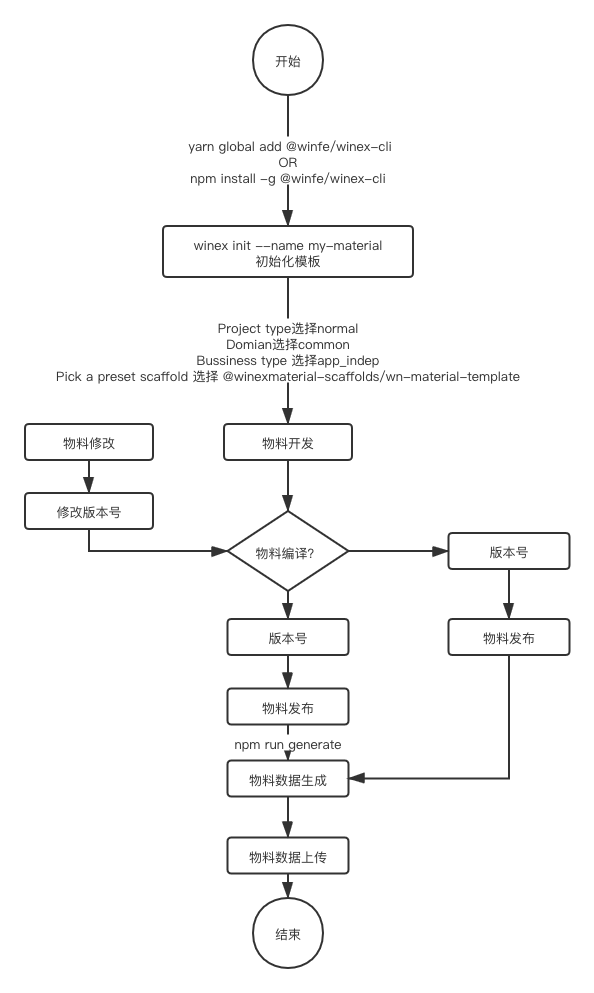 开始
yarn global add @winfe/winex-cli
OR
npm install -g @winfe/winex-cli
winex init --name my-material
初始化模板
Project type选择normal
Domian选择common
Bussiness type 选择app_indep
Pick a preset scaffold 选择 @winexmaterial-scaffolds/wn-material-template
物料修改
物料开发
修改版本号
物料编译?
版本号
版本号
物料发布
物料发布
npm run generate
物料数据生成
物料数据上传
结束